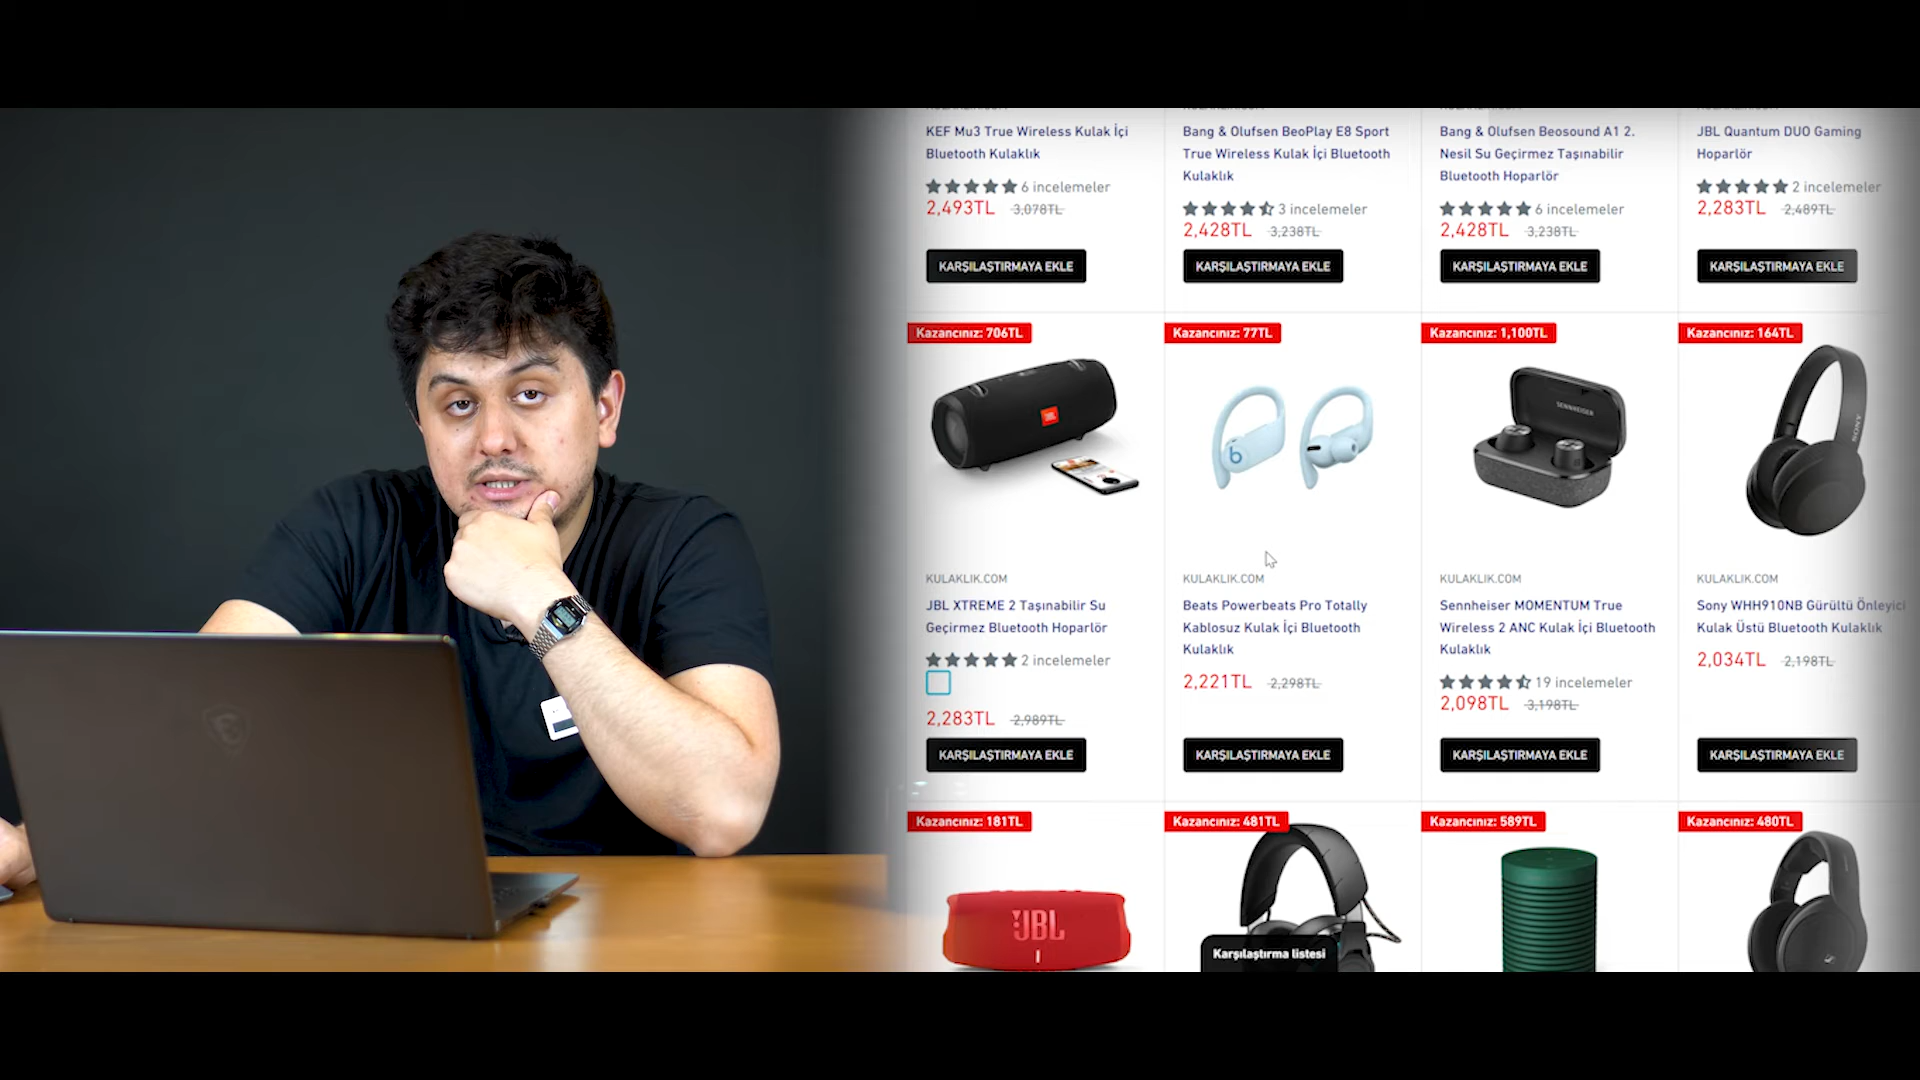 KEF Mu3 True Wireless Kulak İçi
Bluetooth Kulaklık
6 incelemeler
2,493TL 3,078TL
KARŞILAŞTIRMAYA EKLE
Bang & Olufsen BeoPlay E8 Sport
True Wireless Kulak İçi Bluetooth
Kulaklık
3 incelemeler
2,428TL 3,238TL
KARŞILAŞTIRMAYA EKLE
Bang & Olufsen Beosound A1 2.
Nesil Su Geçirmez Taşınabilir
Bluetooth Hoparlör
6 incelemeler
2,428TL 3,238TL
KARŞILAŞTIRMAYA EKLE
JBL Quantum DUO Gaming
Hoparlör
2 incelemeler
2,283TL 2,489TL
KARŞILAŞTIRMAYA EKLE
Kazancınız: 706TL
JBL
KULAKLIK.COM
JBL XTREME 2 Taşınabilir Su
Geçirmez Bluetooth Hoparlör
2 incelemeler
2,283TL 2,989TL
KARŞILAŞTIRMAYA EKLE
Kazancınız: 77TL
b
KULAKLIK.COM
Beats Powerbeats Pro Totally
Kablosuz Kulak İçi Bluetooth
Kulaklık
2,221TL 2,298TL
KARŞILAŞTIRMAYA EKLE
Kazancınız: 1,100TL
SENNHEISER
KULAKLIK.COM
Sennheiser MOMENTUM True
Wireless 2 ANC Kulak İçi Bluetooth
Kulaklık
19 incelemeler
2,098TL 3,198TL
KARŞILAŞTIRMAYA EKLE
Kazancınız: 164TL
SONY
KULAKLIK.COM
Sony WHH910NB Gürültü Önleyici
Kulak Üstü Bluetooth Kulaklık
2,034TL 2,198TL
KARŞILAŞTIRMAYA EKLE
Kazancınız: 181TL
JBL
Kazancınız: 481TL
Karşılaştırma listesi
Kazancınız: 589TL
Kazancınız: 480TL